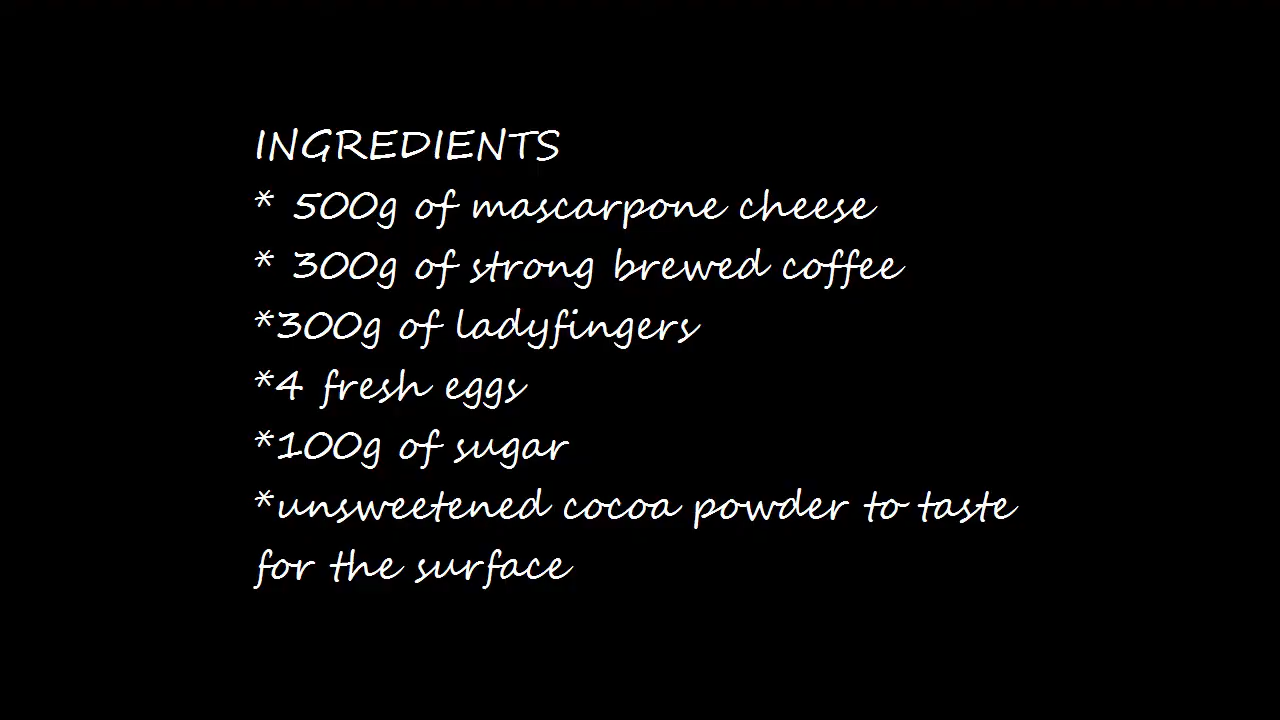 INGREDIENTS
* 500g of mascarpone cheese
* 300g of strong brewed coffee
*300g of ladyfingers
*4 fresh eggs
*100g of sugar
*unsweetened cocoa powder to taste
for the surface